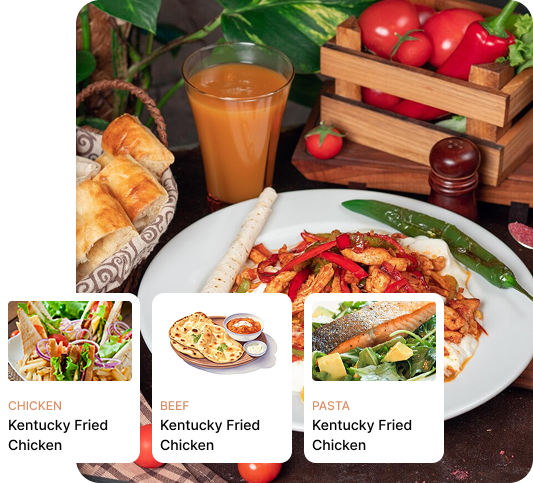 CHICKEN
Kentucky Fried
Chicken
BEEF
Kentucky Fried
Chicken
PASTA
Kentucky Fried
Chicken